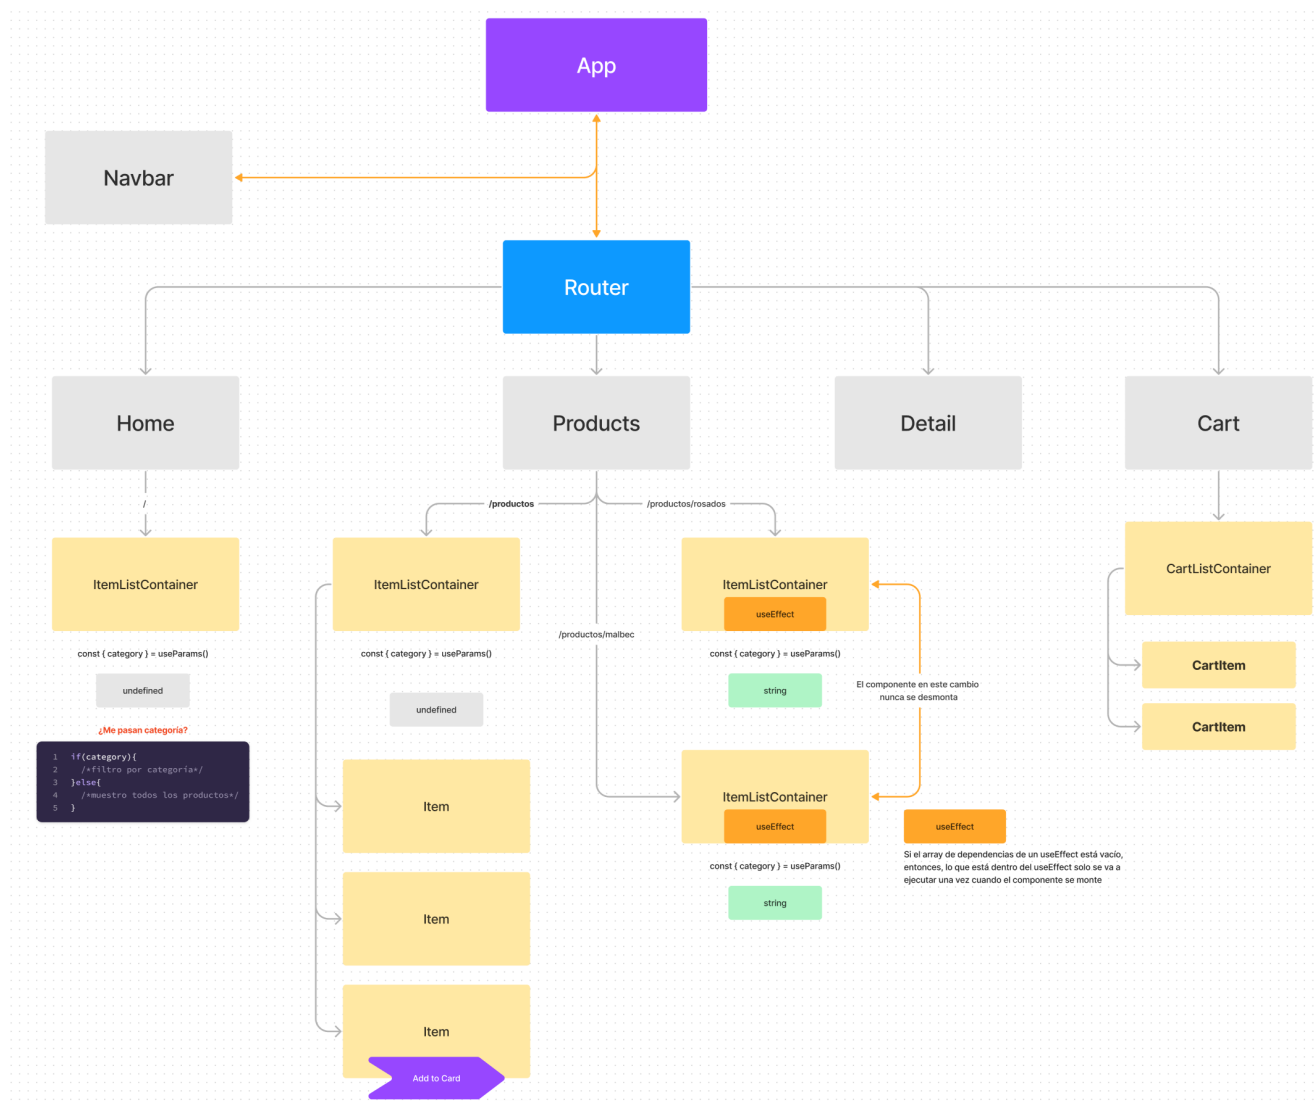 App
Navbar
Router
Home
Products
Detail
Cart
/
/productos
/productos/rosados
ItemListContainer
ItemListContainer
ItemListContainer
useEffect
CartListContainer
/productos/malbec
const { category } = useParams()
const { category } = useParams()
const { category } = useParams()
CartItem
undefined
undefined
string
El componente en este cambio
nunca se desmonta
CartItem
¿Me pasan categoría?
1 if(category){
2 /*filtro por categoria*/
3 }else{
4 /*muestro todos los productos*/
5 }
Item
ItemListContainer
useEffect
useEffect
Si el array de dependencias de un useEffect está vacío,
entonces, lo que está dentro del useEffect solo se va a
ejecutar una vez cuando el componente se monte
const { category } = useParams()
string
Item
Item
Add to Card